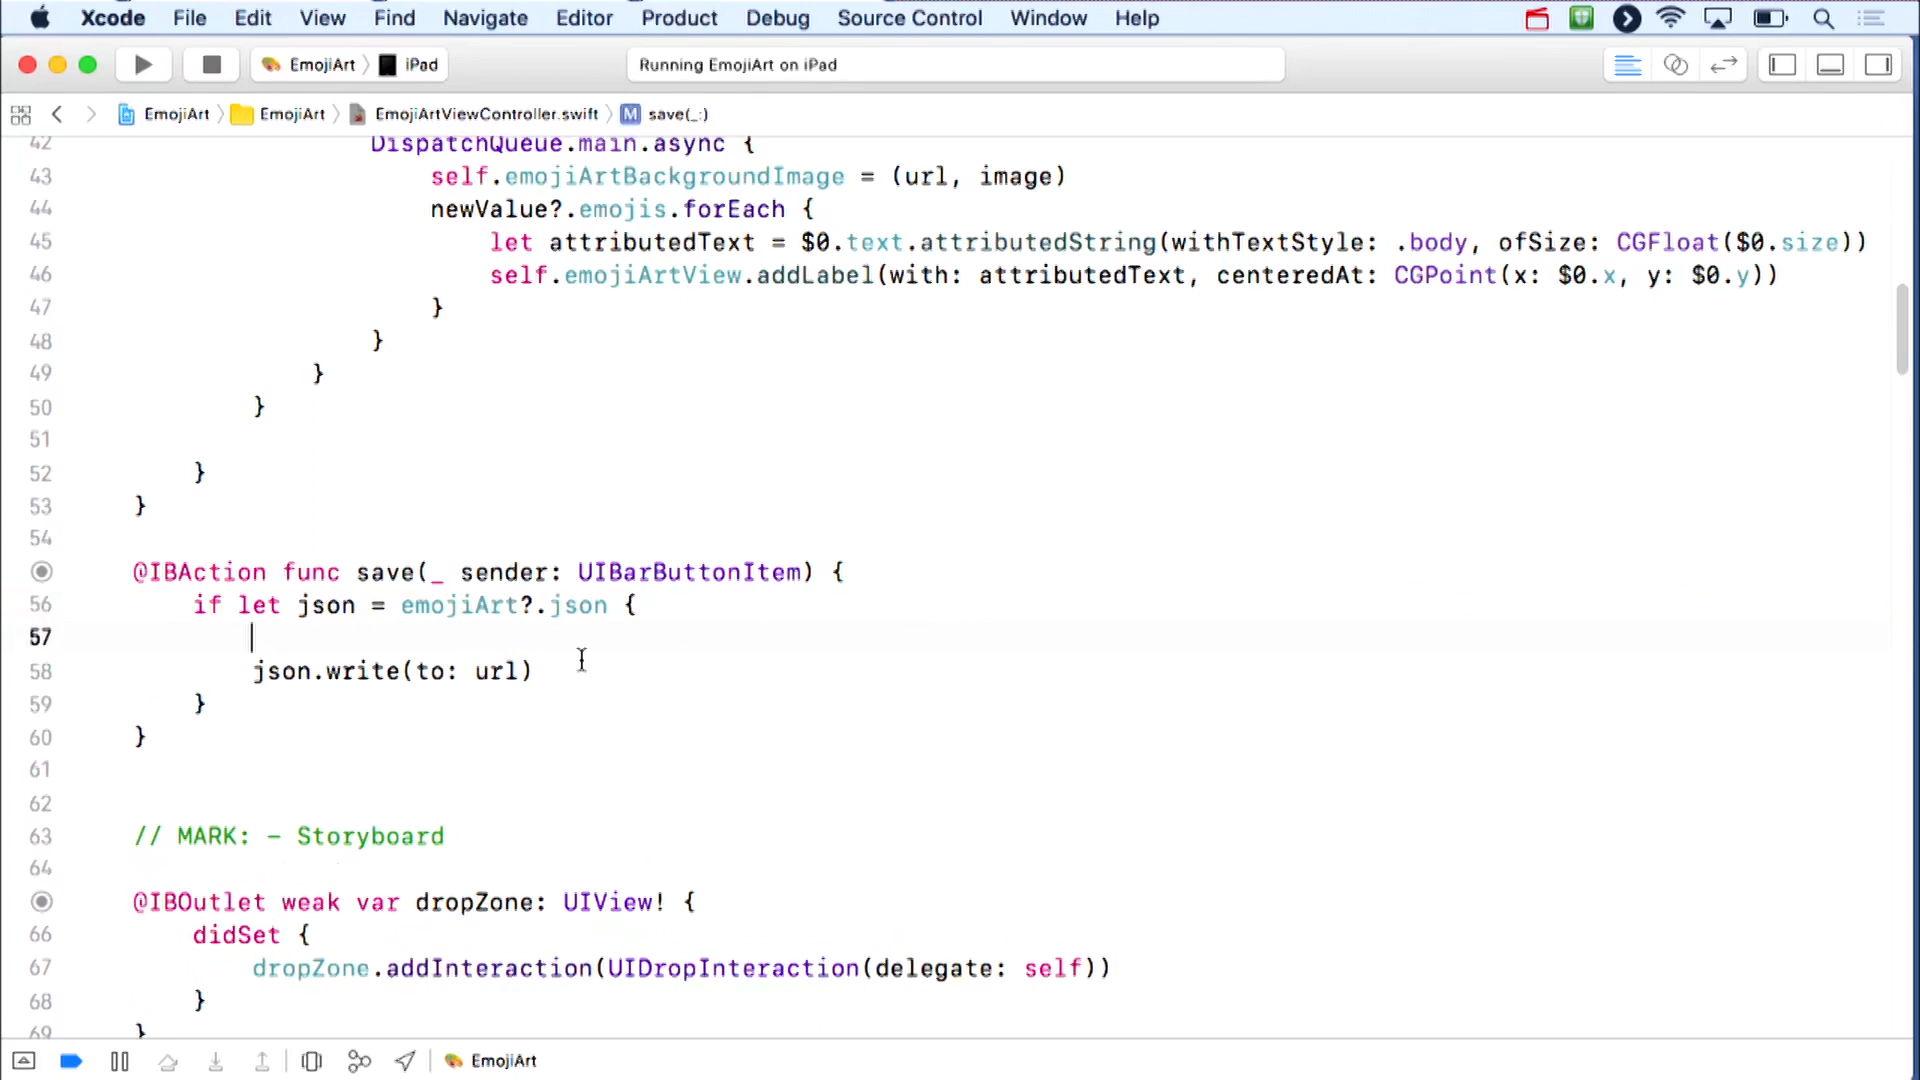 Xcode File Edit View Find Navigate Editor Product Debug Source Control Window Help
EmojiArt iPad Running EmojiArt on iPad
EmojiArt EmojiArt EmojiArtViewController.swift M save(_:)
42 DispatchQueue.main.async {
43 self.emojiArtBackgroundImage = (url, image)
44 newValue?.emojis.forEach {
45 let attributedText = $0.text.attributedString(withTextStyle: .body, ofSize: CGFloat($0.size))
46 self.emojiArtView.addLabel(with: attributedText, centeredAt: CGPoint(x: $0.x, y: $0.y))
47 }
48 }
49 }
50 }
51
52 }
53 }
54
@IBAction func save(_ sender: UIBarButtonItem) {
56 if let json = emojiArt?.json {
57
58 json.write(to: url)
59 }
60 }
61
62
63 // MARK: - Storyboard
64
@IBOutlet weak var dropZone: UIView! {
66 didSet {
67 dropZone.addInteraction(UIDropInteraction(delegate: self))
68 }
69 }
EmojiArt